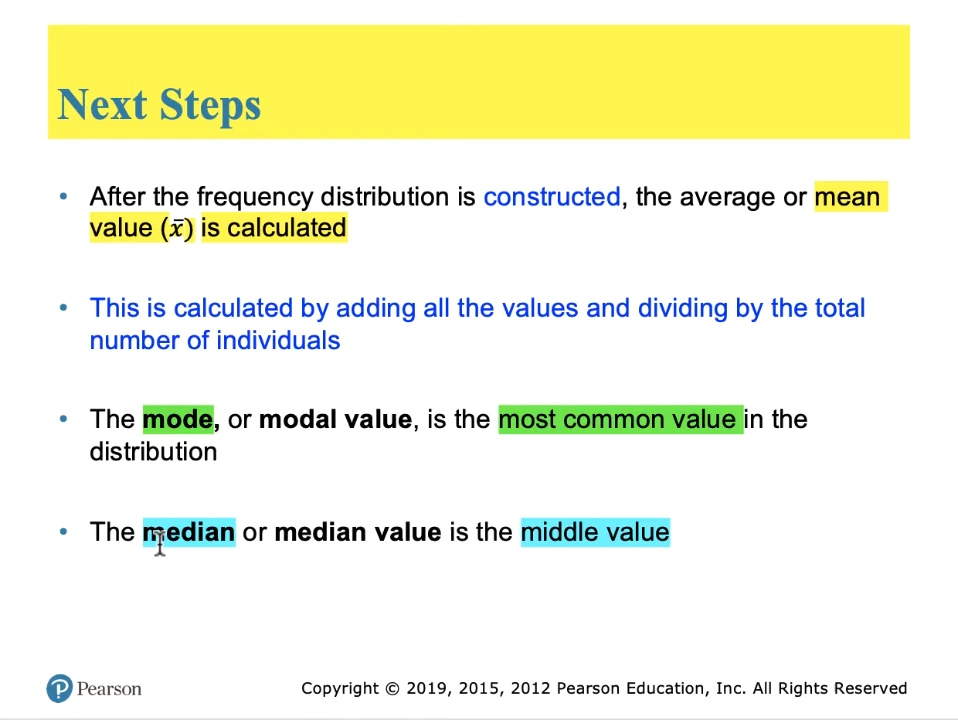 Next Steps
• After the frequency distribution is constructed, the average or mean
value (x̄) is calculated
• This is calculated by adding all the values and dividing by the total
number of individuals
• The mode, or modal value, is the most common value in the
distribution
• The median or median value is the middle value
Pearson
Copyright © 2019, 2015, 2012 Pearson Education, Inc. All Rights Reserved